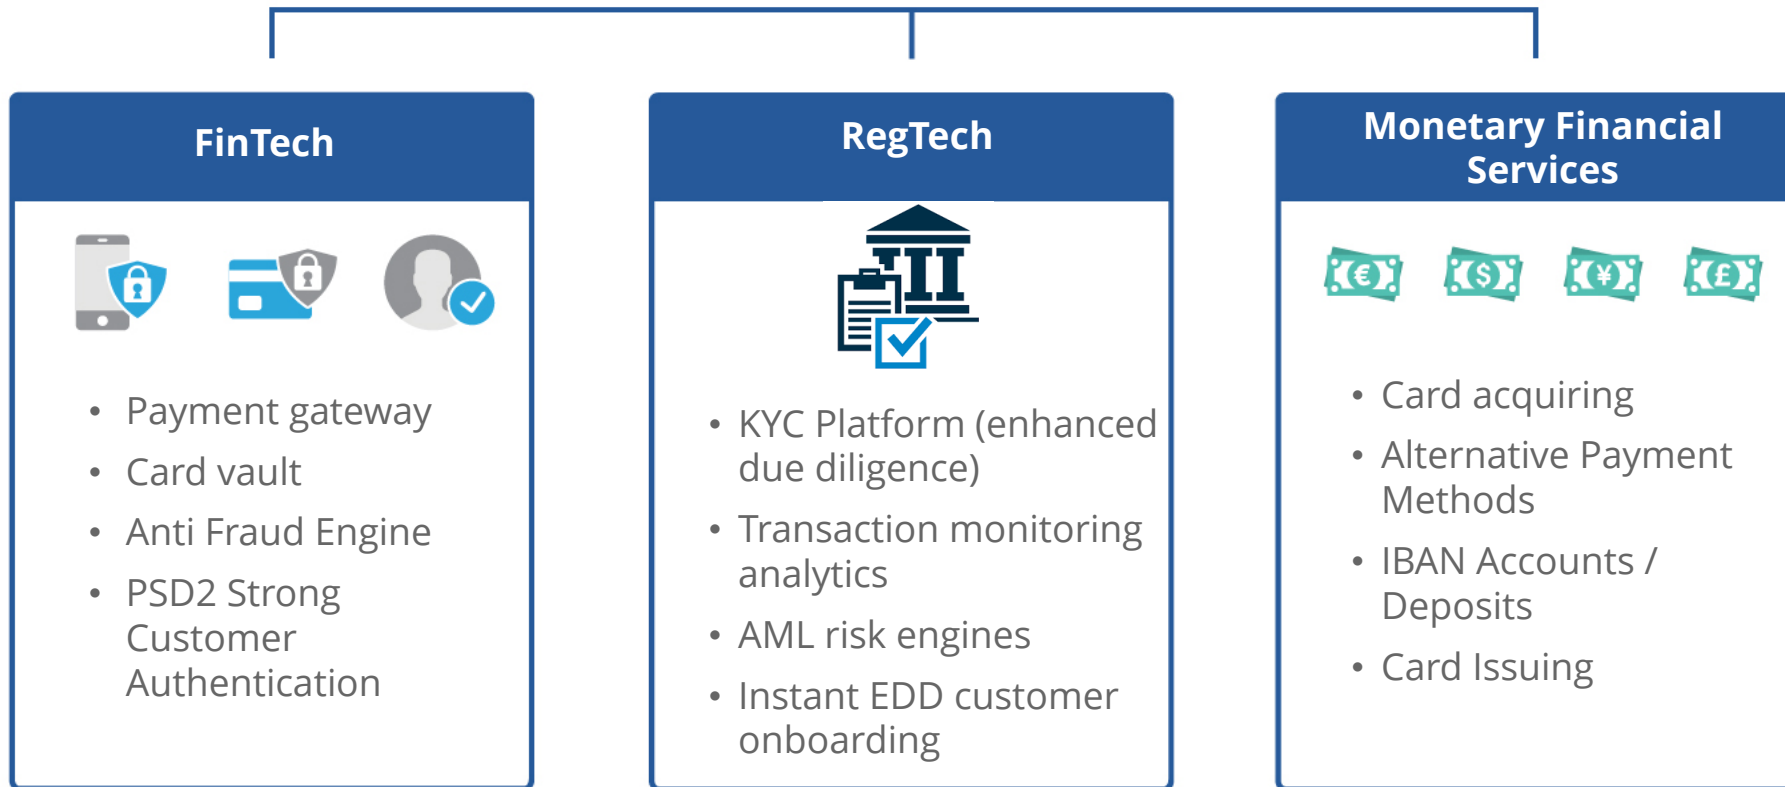 FinTech
• Payment gateway
• Card vault
• Anti Fraud Engine
• PSD2 Strong
Customer
Authentication
RegTech
• KYC Platform (enhanced
due diligence)
• Transaction monitoring
analytics
• AML risk engines
• Instant EDD customer
onboarding
Monetary Financial
Services
€ $ ¥ £
• Card acquiring
• Alternative Payment
Methods
• IBAN Accounts /
Deposits
• Card Issuing